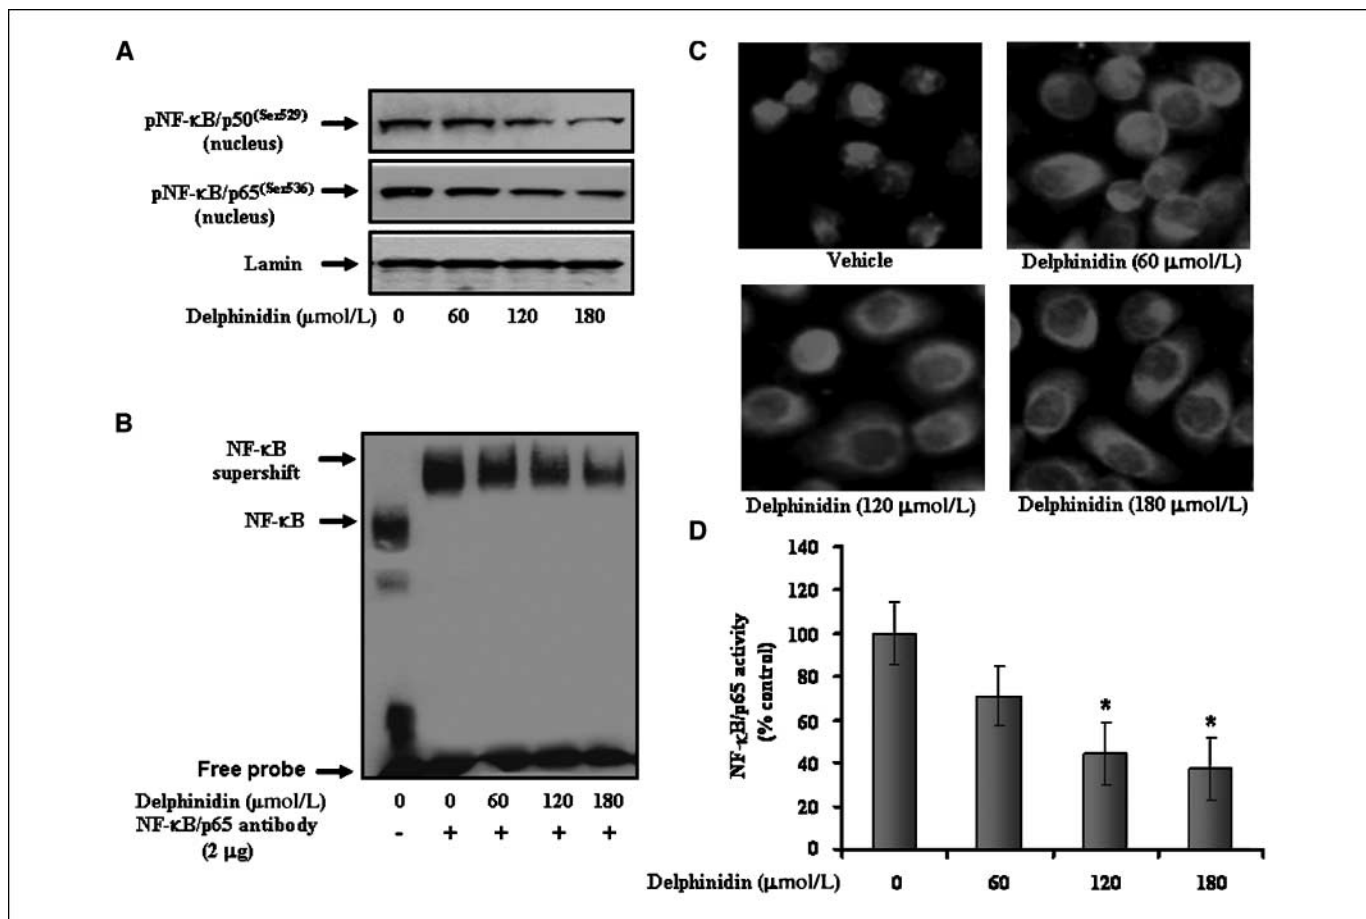 A
pNF-κB/p50(Ser529)
(nucleus)
pNF-κB/p65(Ser536)
(nucleus)
Lamin
Delphinidin (μmol/L) 0 60 120 180
B
NF-κB
supershift
NF-κB
Free probe
Delphinidin (μmol/L) 0 0 60 120 180
NF-κB/p65 antibody - + + + +
(2 μg)
C
Vehicle
Delphinidin (60 μmol/L)
Delphinidin (120 μmol/L)
Delphinidin (180 μmol/L)
D
NF-κB/p65 activity
(% control)
140
120
100
80
60
40
20
0
* *
Delphinidin (μmol/L) 0 60 120 180